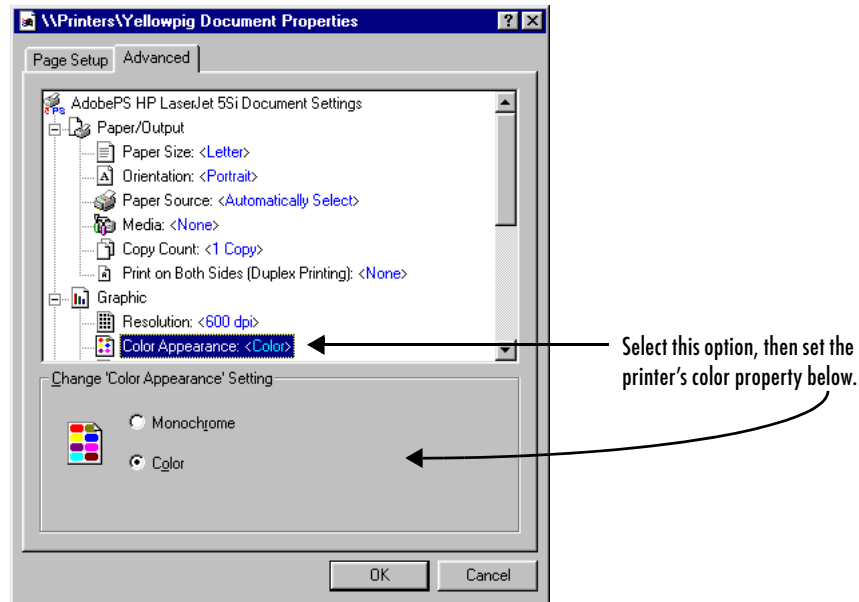 \\Printers\Yellowpig Document Properties
Page Setup
Advanced
AdobePS HP LaserJet 5Si Document Settings
Paper/Output
Paper Size: <Letter>
Orientation: <Portrait>
Paper Source: <Automatically Select>
Media: <None>
Copy Count: <1 Copy>
Print on Both Sides (Duplex Printing): <None>
Graphic
Resolution: <600 dpi>
Color Appearance: <Color>
Select this option, then set the
printer's color property below.
Change 'Color Appearance' Setting
Monochrome
Color
OK
Cancel